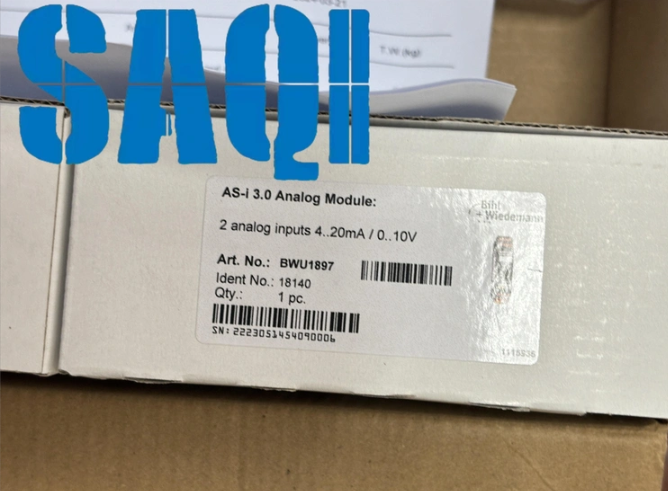 SAQI
AS-i 3.0 Analog Module:
Bihl
+ Wiedemann
2 analog inputs 4..20mA / 0..10V
Art. No.: BWU1897
Ident No.: 18140
Qty.: 1 pc.
SN: 2223051454090006